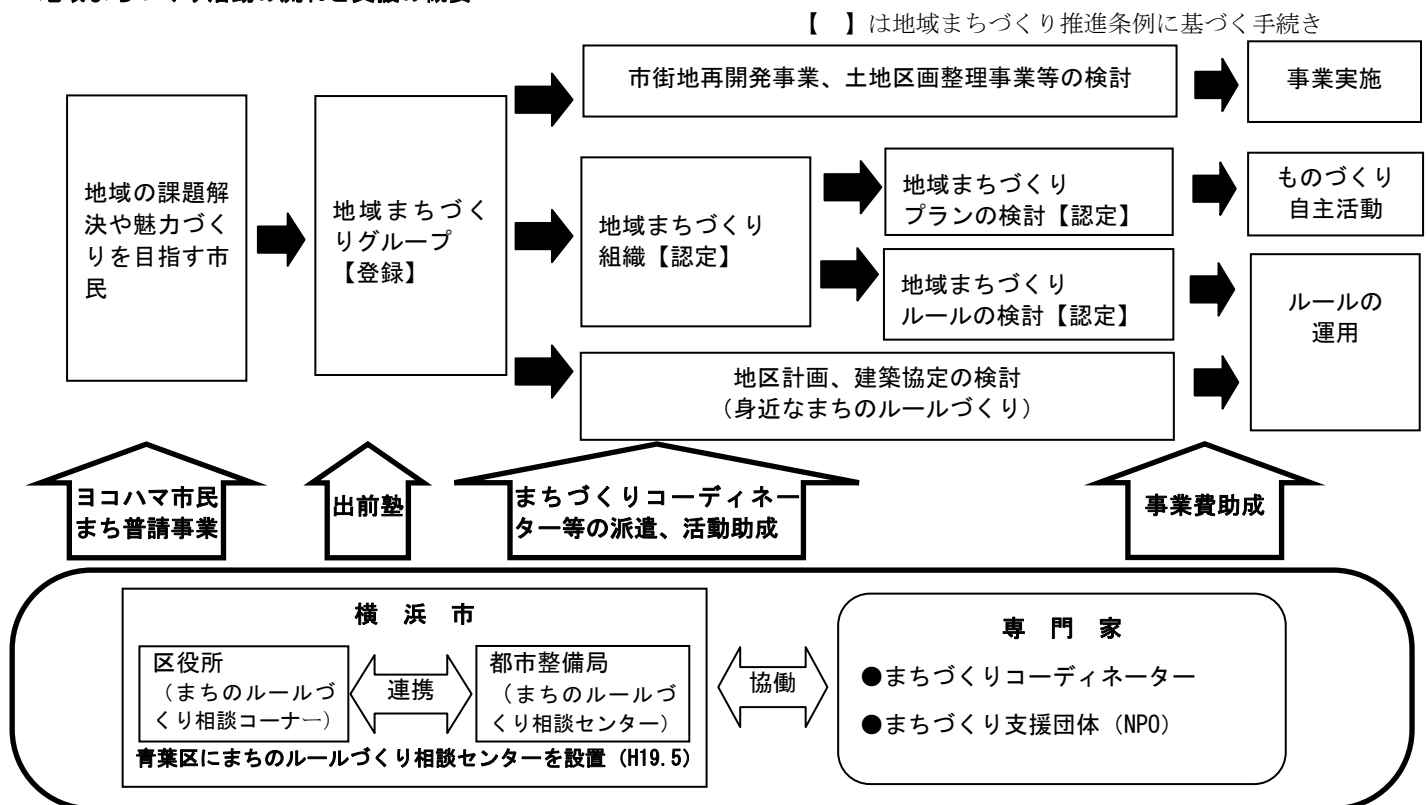 【　】は地域まちづくり推進条例に基づく手続き
市街地再開発事業、土地区画整理事業等の検討
事業実施
地域の課題解
決や魅力づく
りを目指す市
民
地域まちづく
りグループ
【登録】
地域まちづくり
組織【認定】
地域まちづくり
プランの検討【認定】
ものづくり
自主活動
地域まちづくり
ルールの検討【認定】
ルールの
運用
地区計画、建築協定の検討
（身近なまちのルールづくり）
ヨコハマ市民
まち普請事業
出前塾
まちづくりコーディネー
ター等の派遣、活動助成
事業費助成
横　浜　市
区役所
（まちのルールづ
くり相談コーナー）
連携
都市整備局
（まちのルールづ
くり相談センター）
青葉区にまちのルールづくり相談センターを設置（H19.5）
協働
専　門　家
●まちづくりコーディネーター
●まちづくり支援団体（NPO）